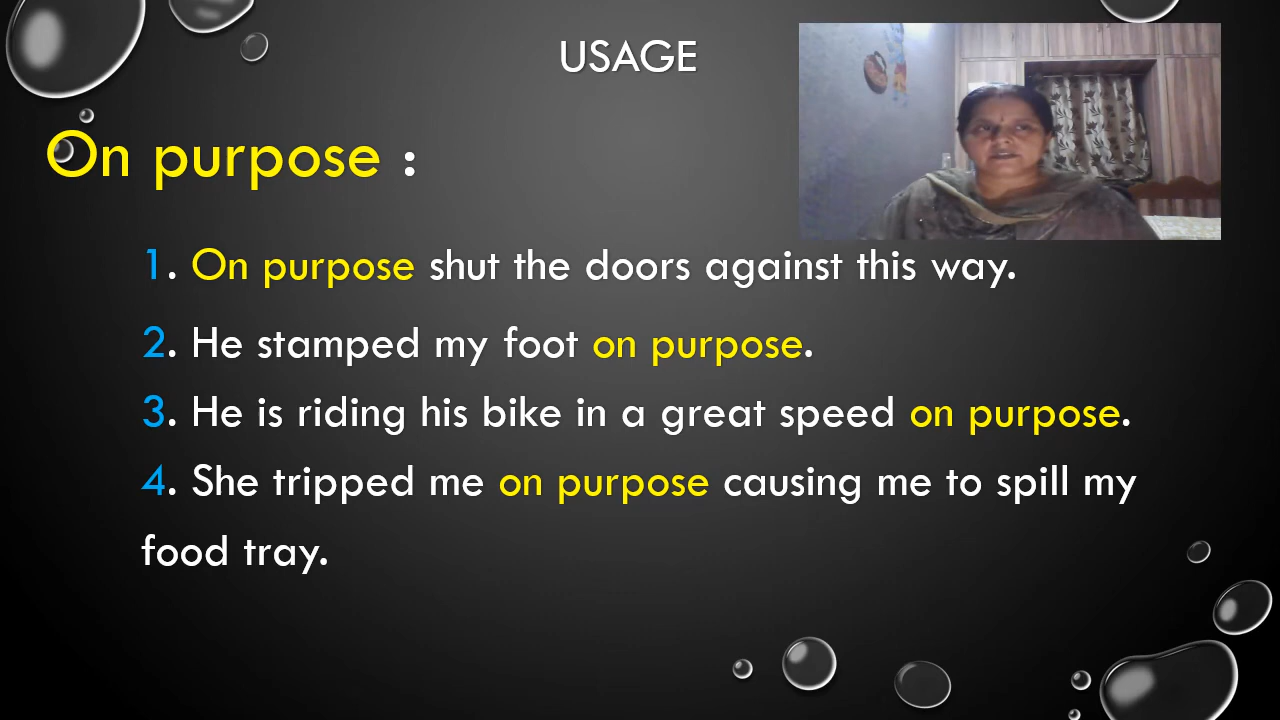 USAGE
On purpose :
1. On purpose shut the doors against this way.
2. He stamped my foot on purpose.
3. He is riding his bike in a great speed on purpose.
4. She tripped me on purpose causing me to spill my
food tray.